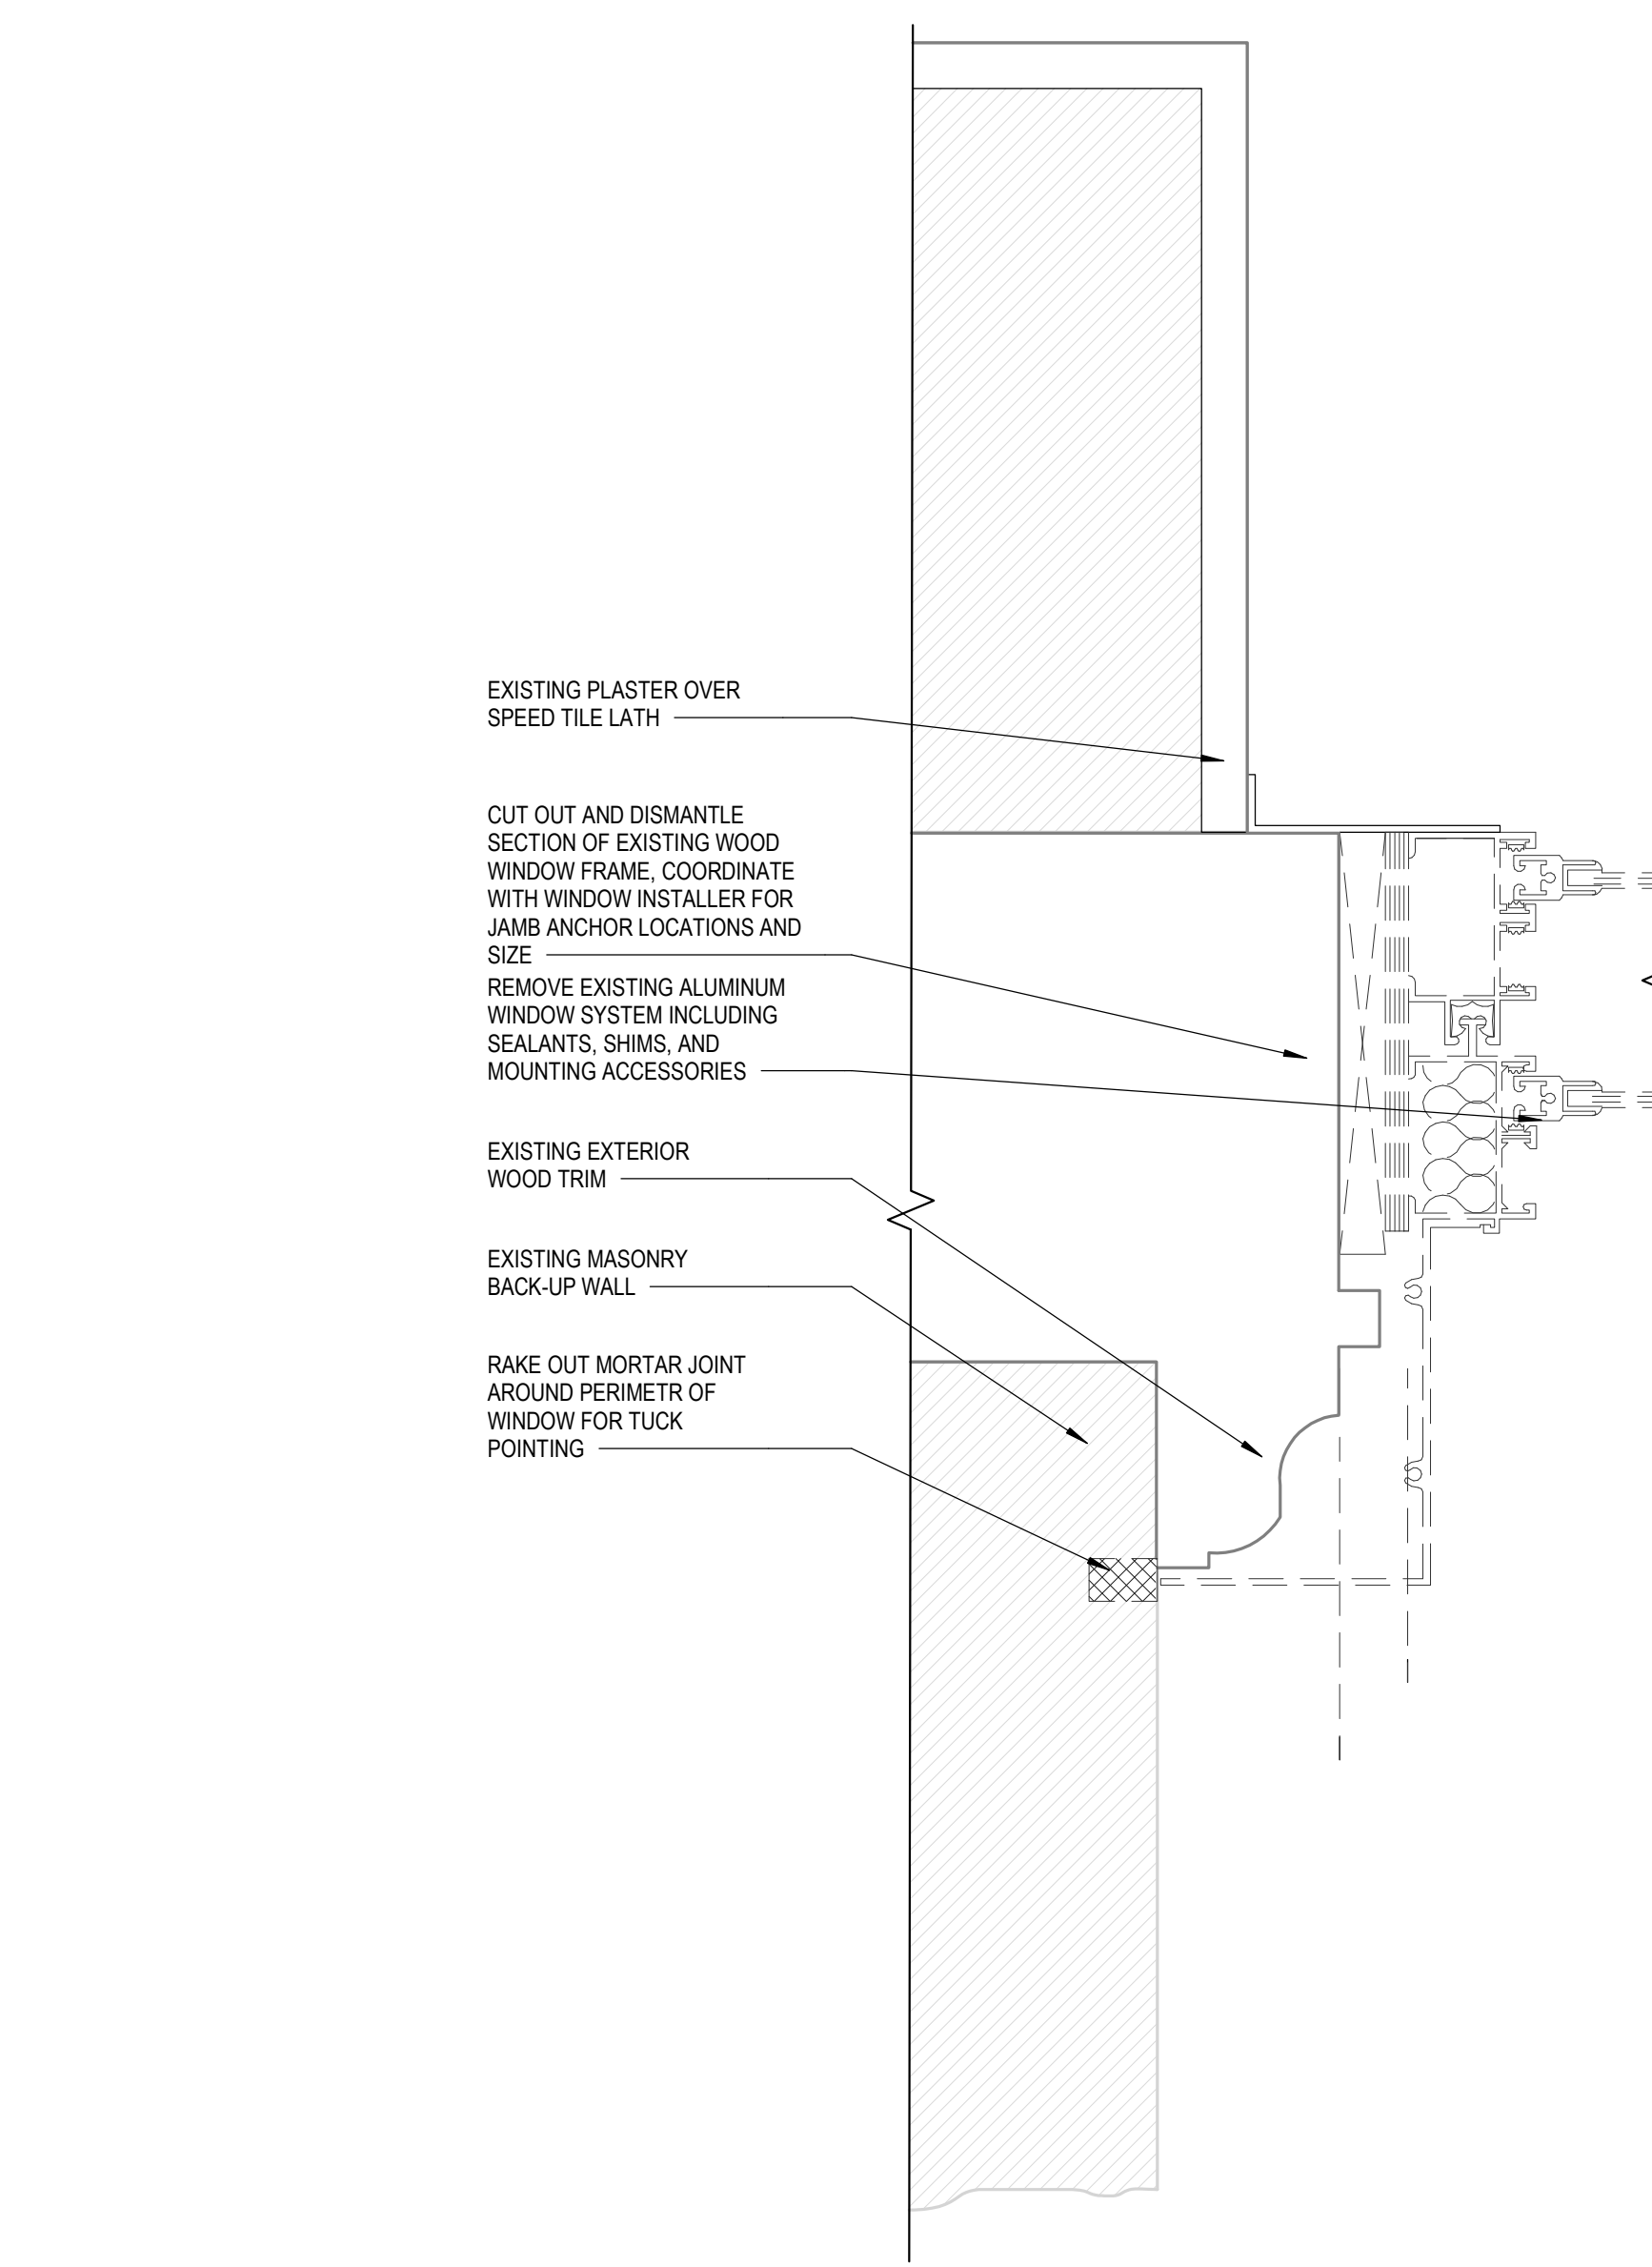 EXISTING PLASTER OVER
SPEED TILE LATH
CUT OUT AND DISMANTLE
SECTION OF EXISTING WOOD
WINDOW FRAME, COORDINATE
WITH WINDOW INSTALLER FOR
JAMB ANCHOR LOCATIONS AND
SIZE
REMOVE EXISTING ALUMINUM
WINDOW SYSTEM INCLUDING
SEALANTS, SHIMS, AND
MOUNTING ACCESSORIES
EXISTING EXTERIOR
WOOD TRIM
EXISTING MASONRY
BACK-UP WALL
RAKE OUT MORTAR JOINT
AROUND PERIMETR OF
WINDOW FOR TUCK
POINTING